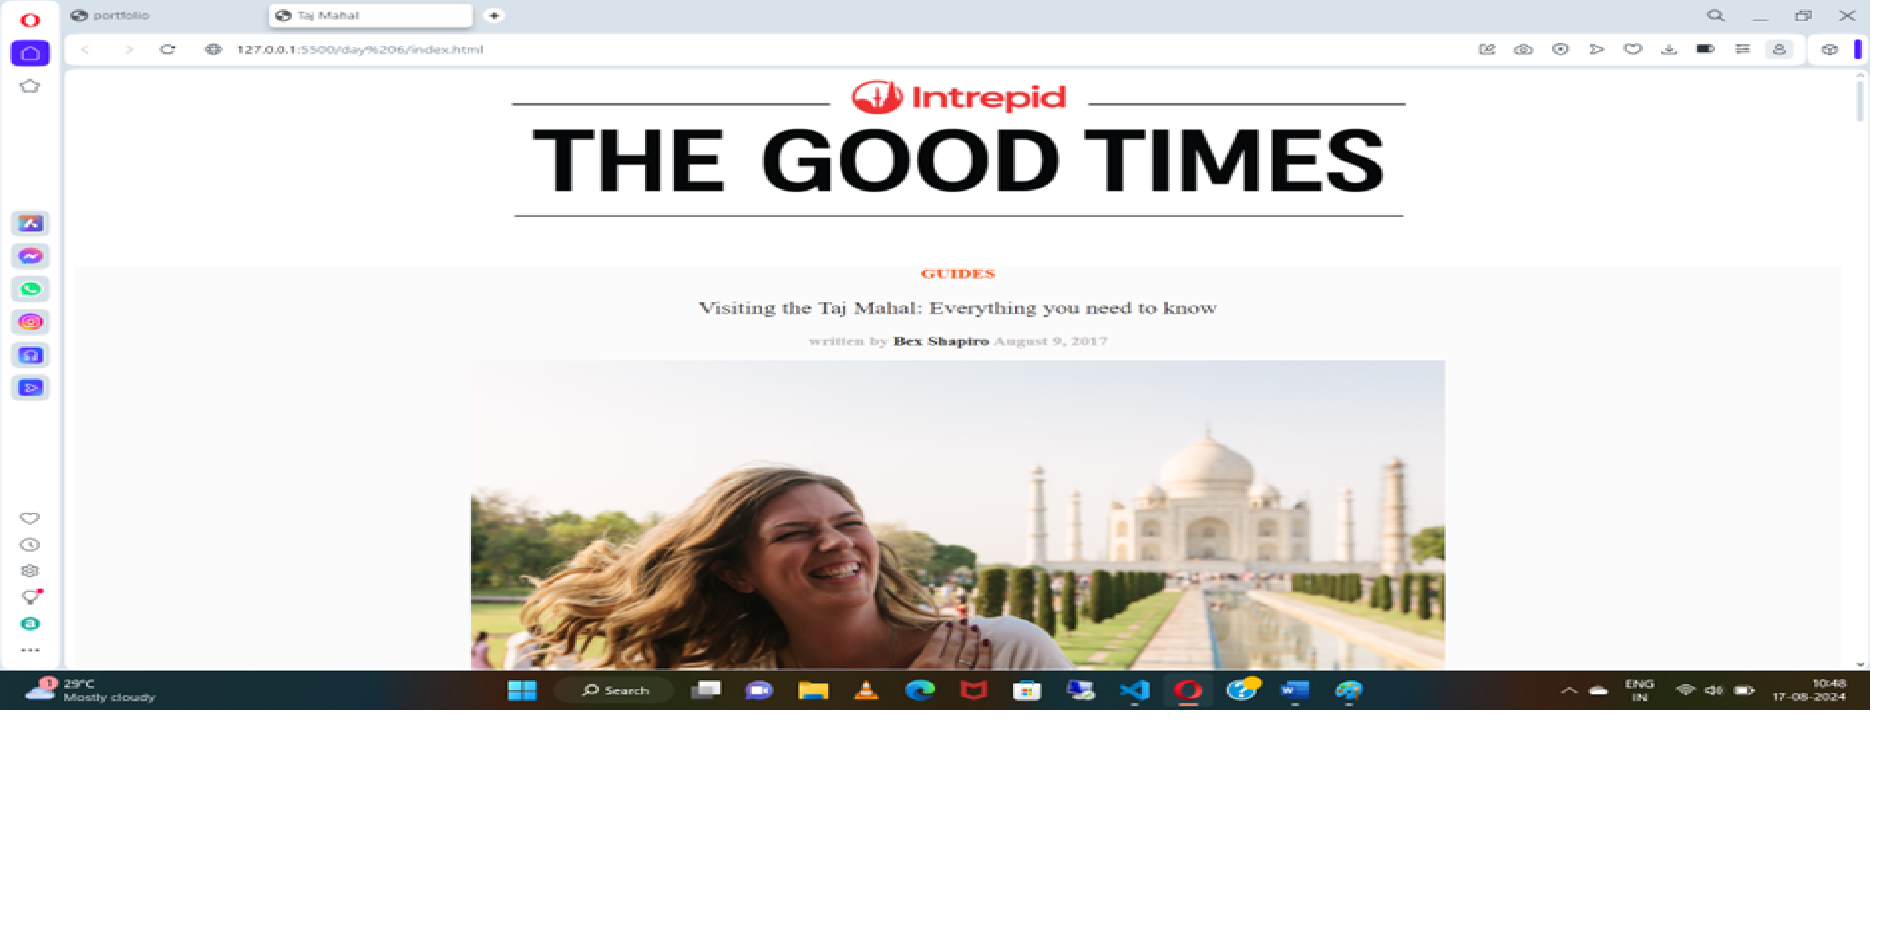 portfolio
Taj Mahal
127.0.0.1:5500/day%206/index.html
Intrepid
THE GOOD TIMES
GUIDES
Visiting the Taj Mahal: Everything you need to know
written by Bex Shapiro August 9, 2017
1
29°C
Mostly cloudy
Search
ENG
IN
10:48
17-08-2024